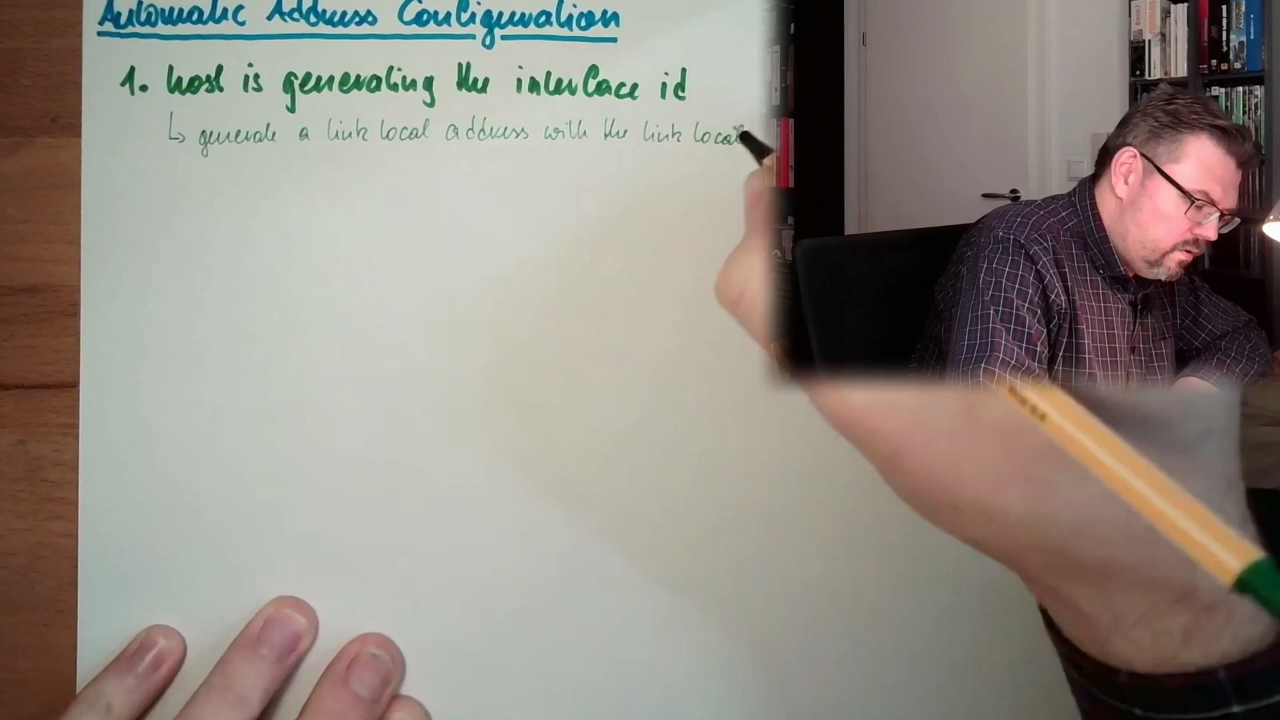 Automatic Address Configuration
1. host is generating the interface id
↳ generate a link local address with the link local